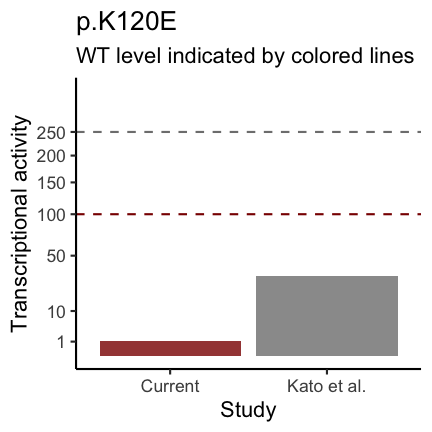 p.K120E
WT level indicated by colored lines
Transcriptional activity
250
200
150
100
50
10
1
Current
Kato et al.
Study